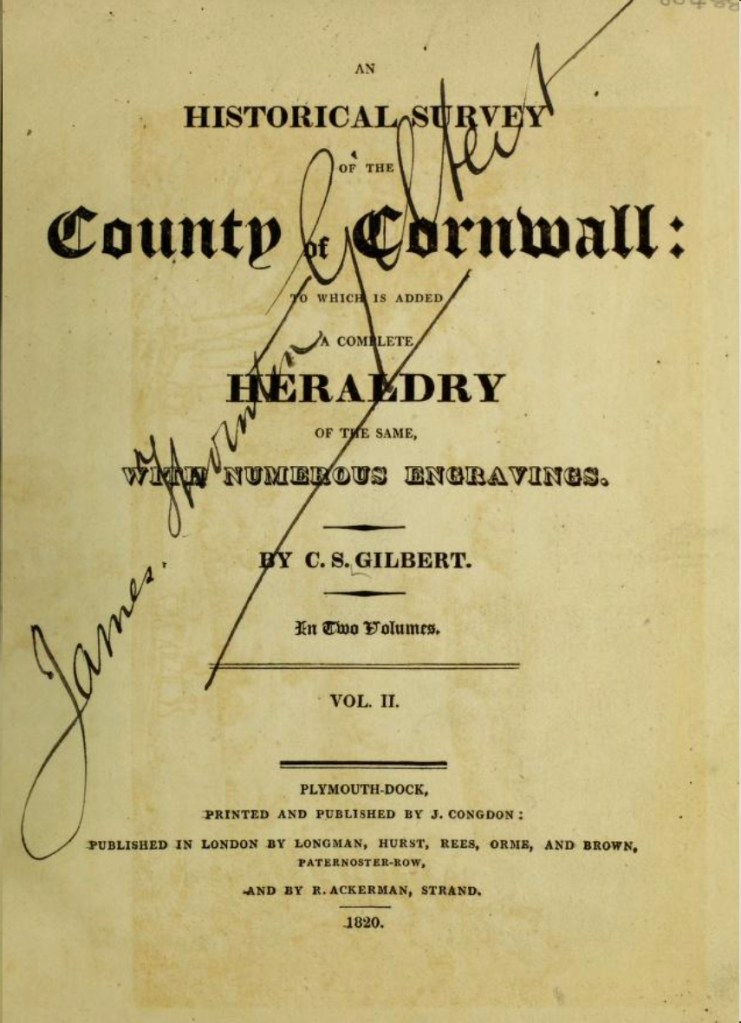 AN
HISTORICAL SURVEY
OF THE
County of Cornwall:
TO WHICH IS ADDED
A COMPLETE
HERALDRY
OF THE SAME,
WITH NUMEROUS ENGRAVINGS.
BY C. S. GILBERT.
In Two Volumes.
VOL. II.
PLYMOUTH-DOCK,
PRINTED AND PUBLISHED BY J. CONGDON:
PUBLISHED IN LONDON BY LONGMAN, HURST, REES, ORME, AND BROWN,
PATERNOSTER-ROW,
AND BY R. ACKERMAN, STRAND.
1820.
James.